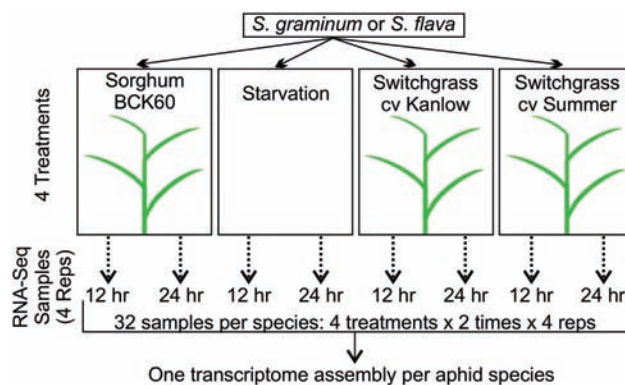 S. graminum or S. flava
Sorghum
BCK60
Starvation
Switchgrass
cv Kanlow
Switchgrass
cv Summer
4 Treatments
RNA-Seq
Samples
(4 Reps)
12 hr 24 hr 12 hr 24 hr 12 hr 24 hr 12 hr 24 hr
32 samples per species: 4 treatments x 2 times x 4 reps
One transcriptome assembly per aphid species